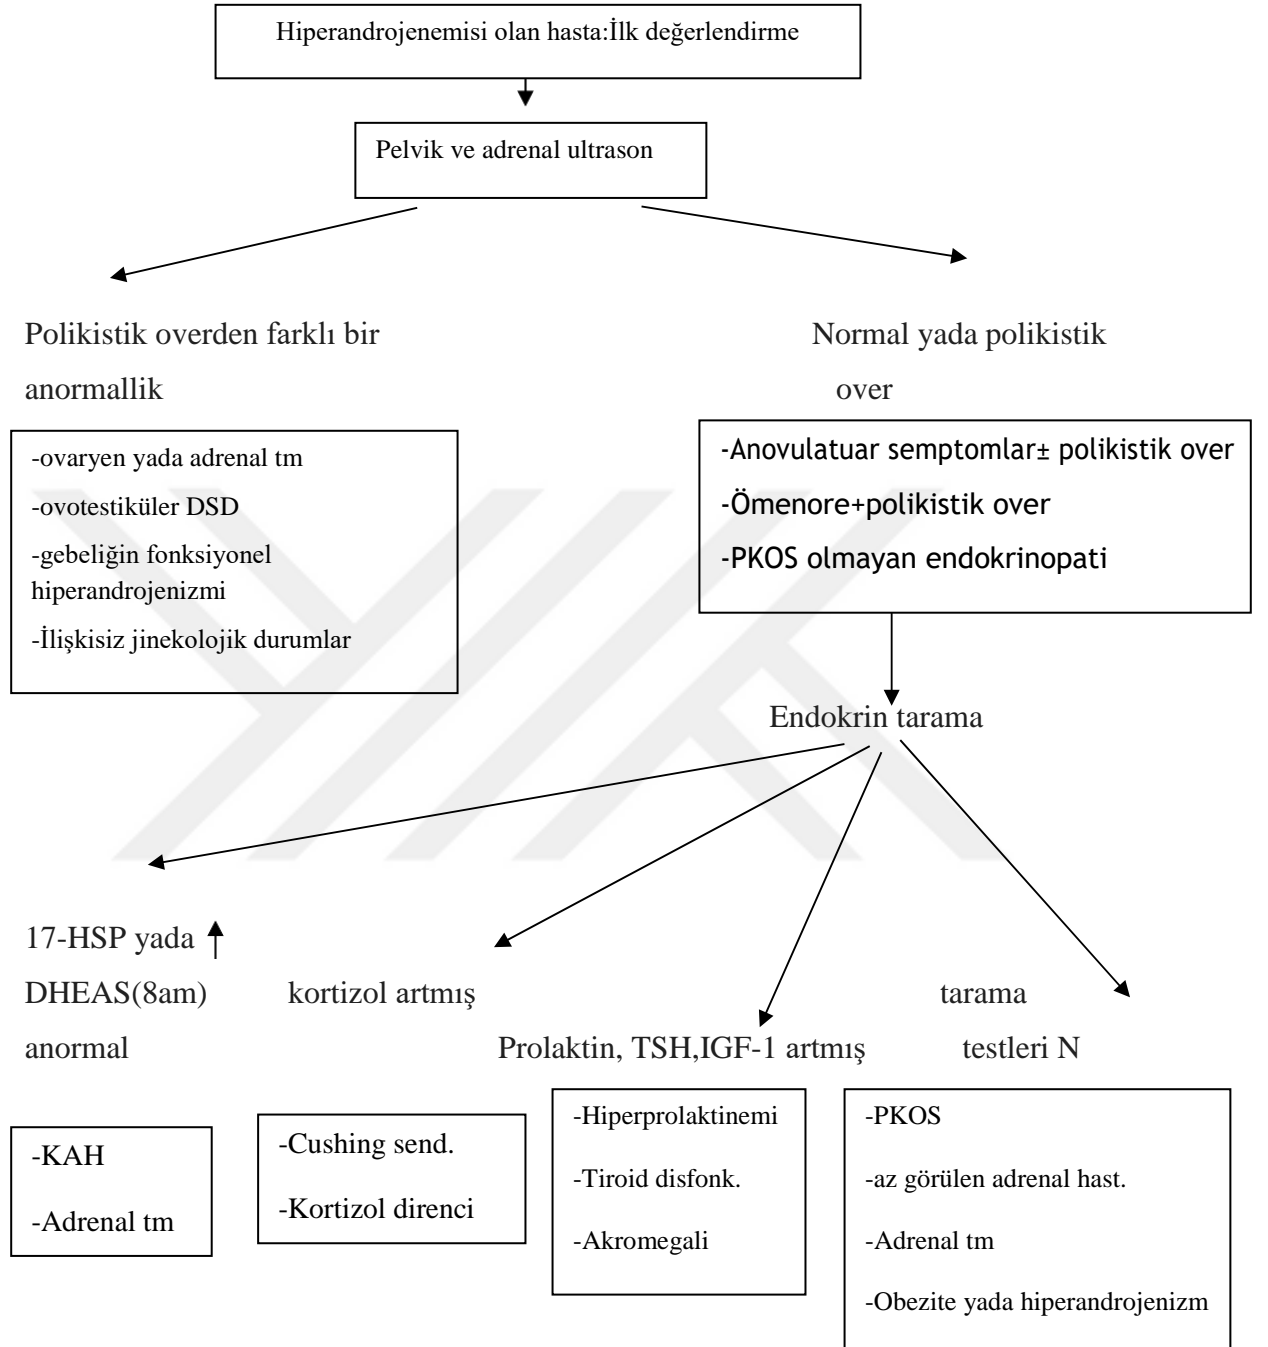 Hiperandrojenemisi olan hasta:İlk değerlendirme
Pelvik ve adrenal ultrason
Polikistik overden farklı bir
anormallik
Normal yada polikistik
over
-ovaryen yada adrenal tm
-ovotestiküler DSD
-gebeliğin fonksiyonel
hiperandrojenizmi
-İlişkisiz jinekolojik durumlar
-Anovulatuar semptomlar± polikistik over
-Ömenore+polikistik over
-PKOS olmayan endokrinopati
Endokrin tarama
17-HSP yada
DHEAS(8am)
anormal
kortizol artmış
Prolaktin, TSH,IGF-1 artmış
tarama
testleri N
-KAH
-Adrenal tm
-Cushing send.
-Kortizol direnci
-Hiperprolaktinemi
-Tiroid disfonk.
-Akromegali
-PKOS
-az görülen adrenal hast.
-Adrenal tm
-Obezite yada hiperandrojenizm